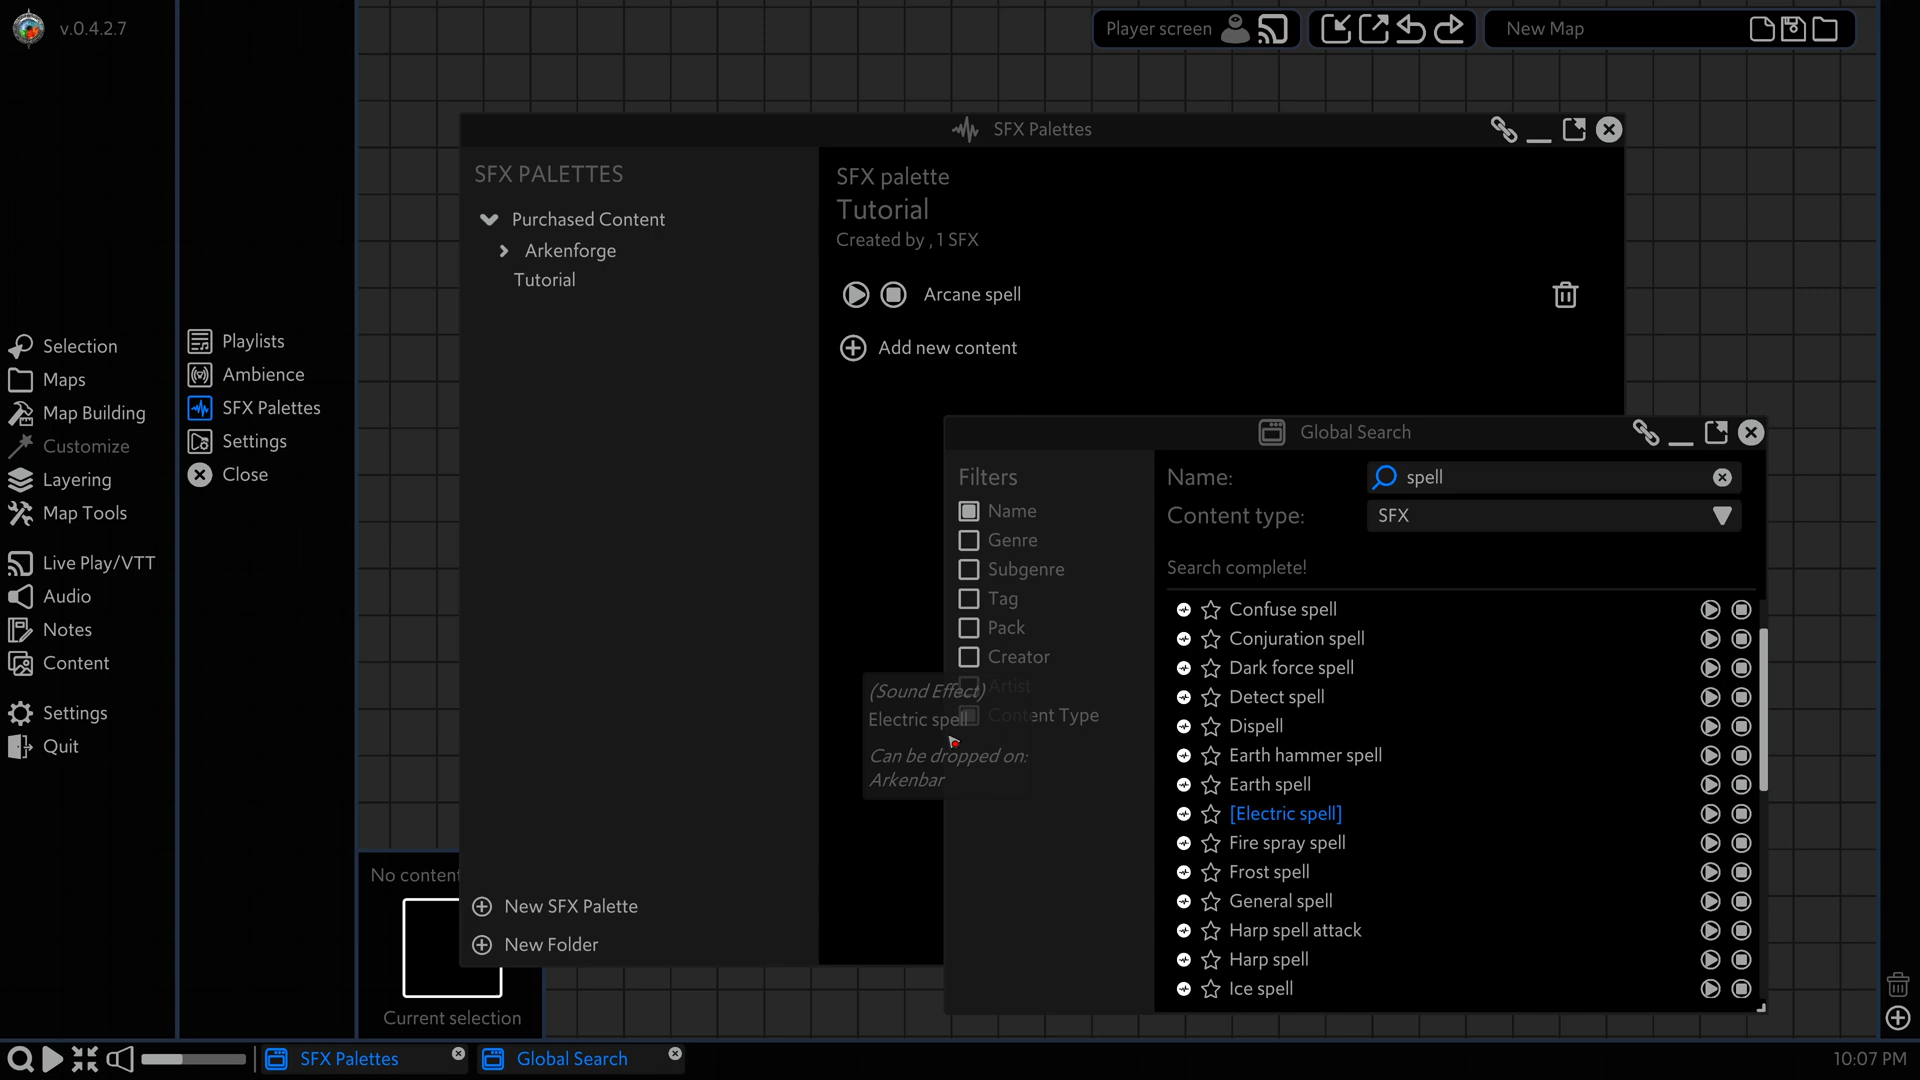 v.0.4.2.7
Player screen
New Map
SFX Palettes
SFX PALETTES
Purchased Content
Arkenforge
Tutorial
SFX palette
Tutorial
Created by , 1 SFX
Arcane spell
Add new content
Selection
Maps
Map Building
Customize
Layering
Map Tools
Live Play/VTT
Audio
Notes
Content
Settings
Quit
Playlists
Ambience
SFX Palettes
Settings
Close
Global Search
Filters
Name
Genre
Subgenre
Tag
Pack
Creator
Artist
Content Type
Name:
spell
Content type:
SFX
Search complete!
Confuse spell
Conjuration spell
Dark force spell
Detect spell
Dispell
Earth hammer spell
Earth spell
[Electric spell]
Fire spray spell
Frost spell
General spell
Harp spell attack
Harp spell
Ice spell
(Sound Effect)
Electric spell
Can be dropped on:
Arkenbar
No content
Current selection
New SFX Palette
New Folder
SFX Palettes
Global Search
10:07 PM